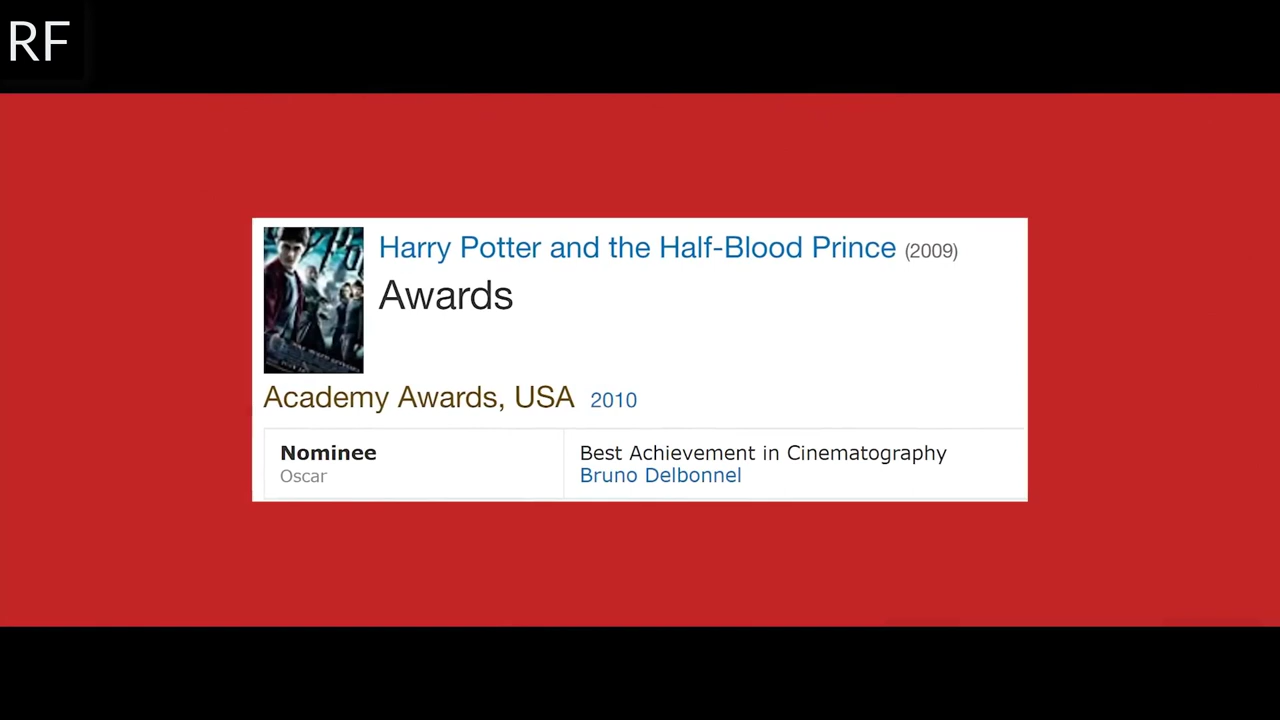 RF
Harry Potter and the Half-Blood Prince (2009)
Awards
Academy Awards, USA 2010
Nominee
Oscar
Best Achievement in Cinematography
Bruno Delbonnel